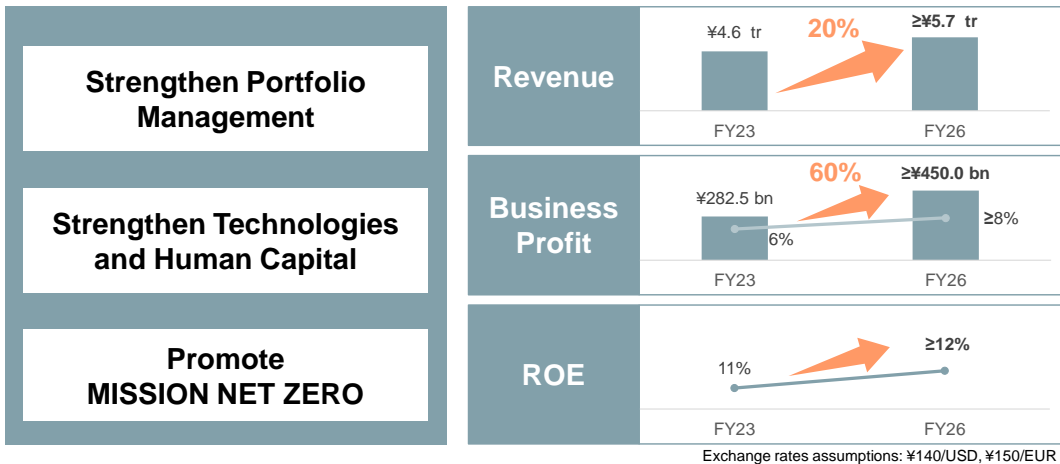 Strengthen Portfolio
Management
Strengthen Technologies
and Human Capital
Promote
MISSION NET ZERO
Revenue
¥4.6 tr
20%
≥¥5.7 tr
FY23
FY26
Business
Profit
¥282.5 bn
60%
≥¥450.0 bn
6%
≥8%
FY23
FY26
ROE
11%
≥12%
FY23
FY26
Exchange rates assumptions: ¥140/USD, ¥150/EUR